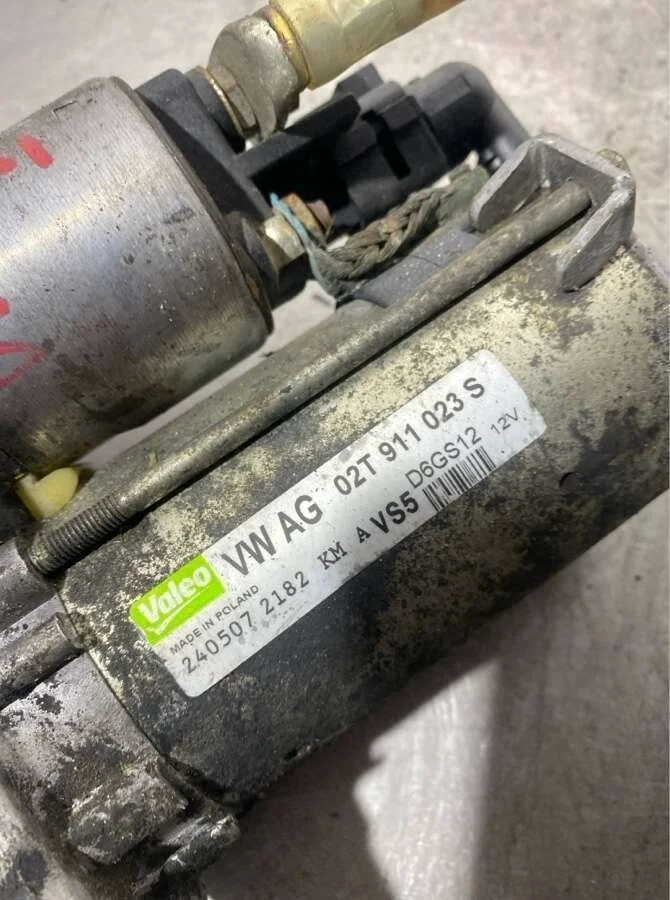 Valeo
VW AG 02T 911 023 S
MADE IN POLAND
D6GS12 12V
240507 2182 KM A VS5